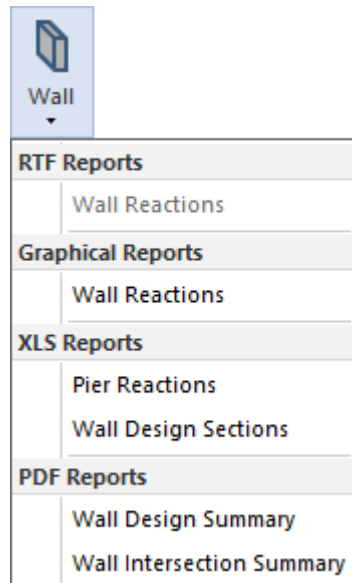 Wall
RTF Reports
Wall Reactions
Graphical Reports
Wall Reactions
XLS Reports
Pier Reactions
Wall Design Sections
PDF Reports
Wall Design Summary
Wall Intersection Summary